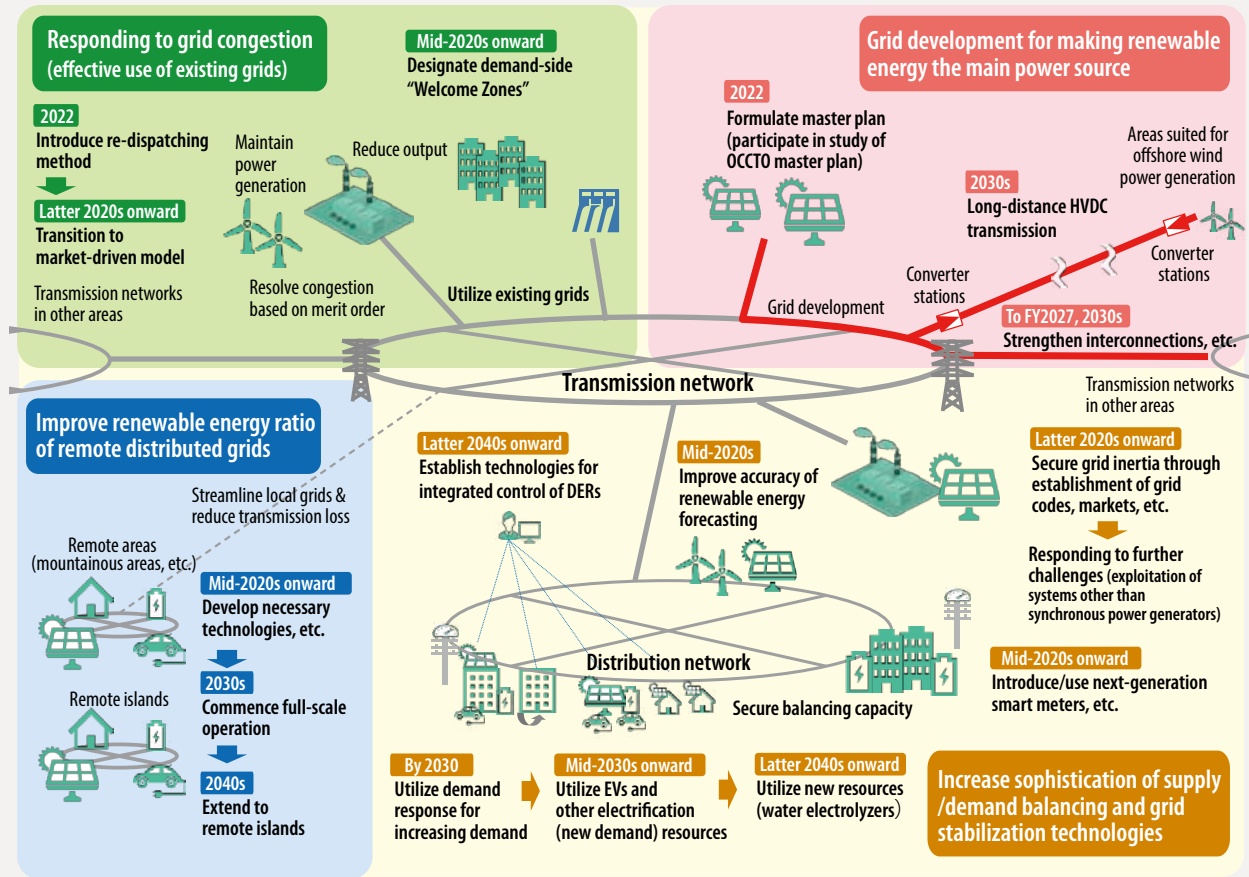 Responding to grid congestion
(effective use of existing grids)
Mid-2020s onward
Designate demand-side
“Welcome Zones”
2022
Introduce re-dispatching
method
Latter 2020s onward
Transition to
market-driven model
Transmission networks
in other areas
Maintain
power
generation
Reduce output
Resolve congestion
based on merit order
Utilize existing grids
Grid development for making renewable
energy the main power source
2022
Formulate master plan
(participate in study of
OCCTO master plan)
Areas suited for
offshore wind
power generation
2030s
Long-distance HVDC
transmission
Converter
stations
Converter
stations
Grid development
To FY2027, 2030s
Strengthen interconnections, etc.
Transmission networks
in other areas
Transmission network
Improve renewable energy ratio
of remote distributed grids
Streamline local grids &
reduce transmission loss
Remote areas
(mountainous areas, etc.)
Mid-2020s onward
Develop necessary
technologies, etc.
2030s
Commence full-scale
operation
Remote islands
2040s
Extend to
remote islands
Latter 2040s onward
Establish technologies for
integrated control of DERs
Mid-2020s
Improve accuracy of
renewable energy
forecasting
Latter 2020s onward
Secure grid inertia through
establishment of grid
codes, markets, etc.
Responding to further
challenges (exploitation of
systems other than
synchronous power generators)
Mid-2020s onward
Introduce/use next-generation
smart meters, etc.
Distribution network
Secure balancing capacity
By 2030
Utilize demand
response for
increasing demand
Mid-2030s onward
Utilize EVs and
other electrification
(new demand) resources
Latter 2040s onward
Utilize new resources
(water electrolyzers）
Increase sophistication of supply
/demand balancing and grid
stabilization technologies